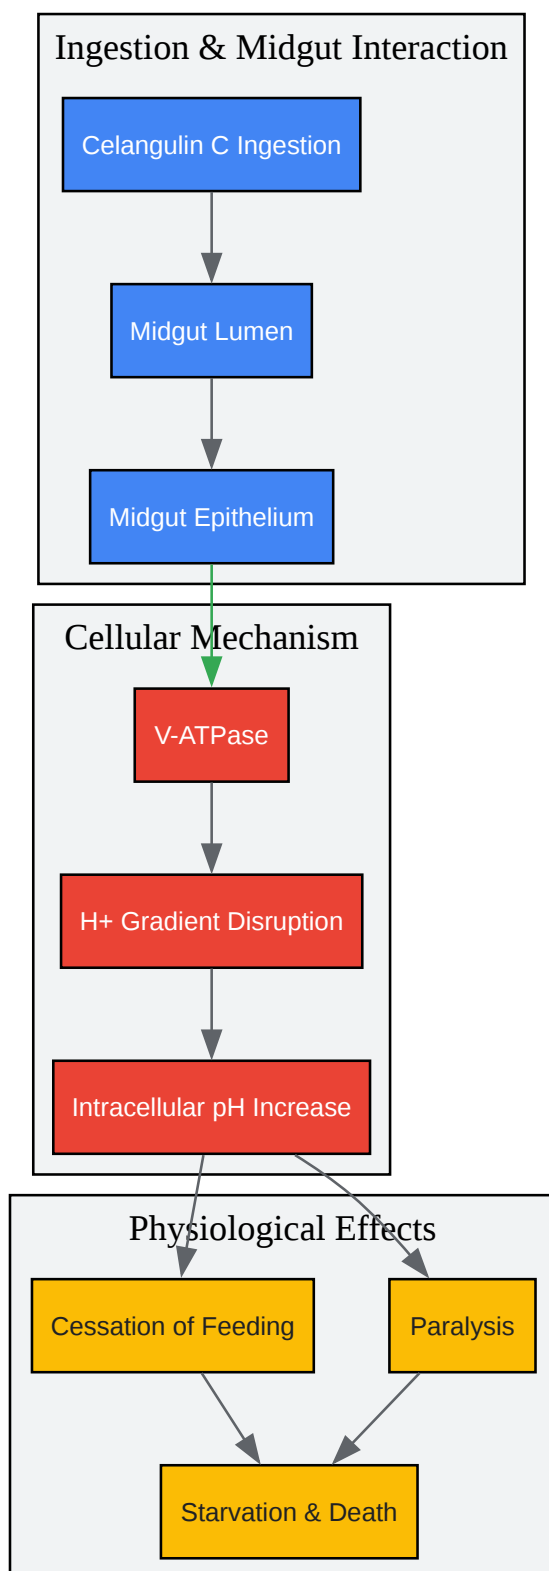 Ingestion & Midgut Interaction
Celangulin C Ingestion
Midgut Lumen
Midgut Epithelium
Cellular Mechanism
V-ATPase
H+ Gradient Disruption
Intracellular pH Increase
Physiological Effects
Cessation of Feeding
Paralysis
Starvation & Death